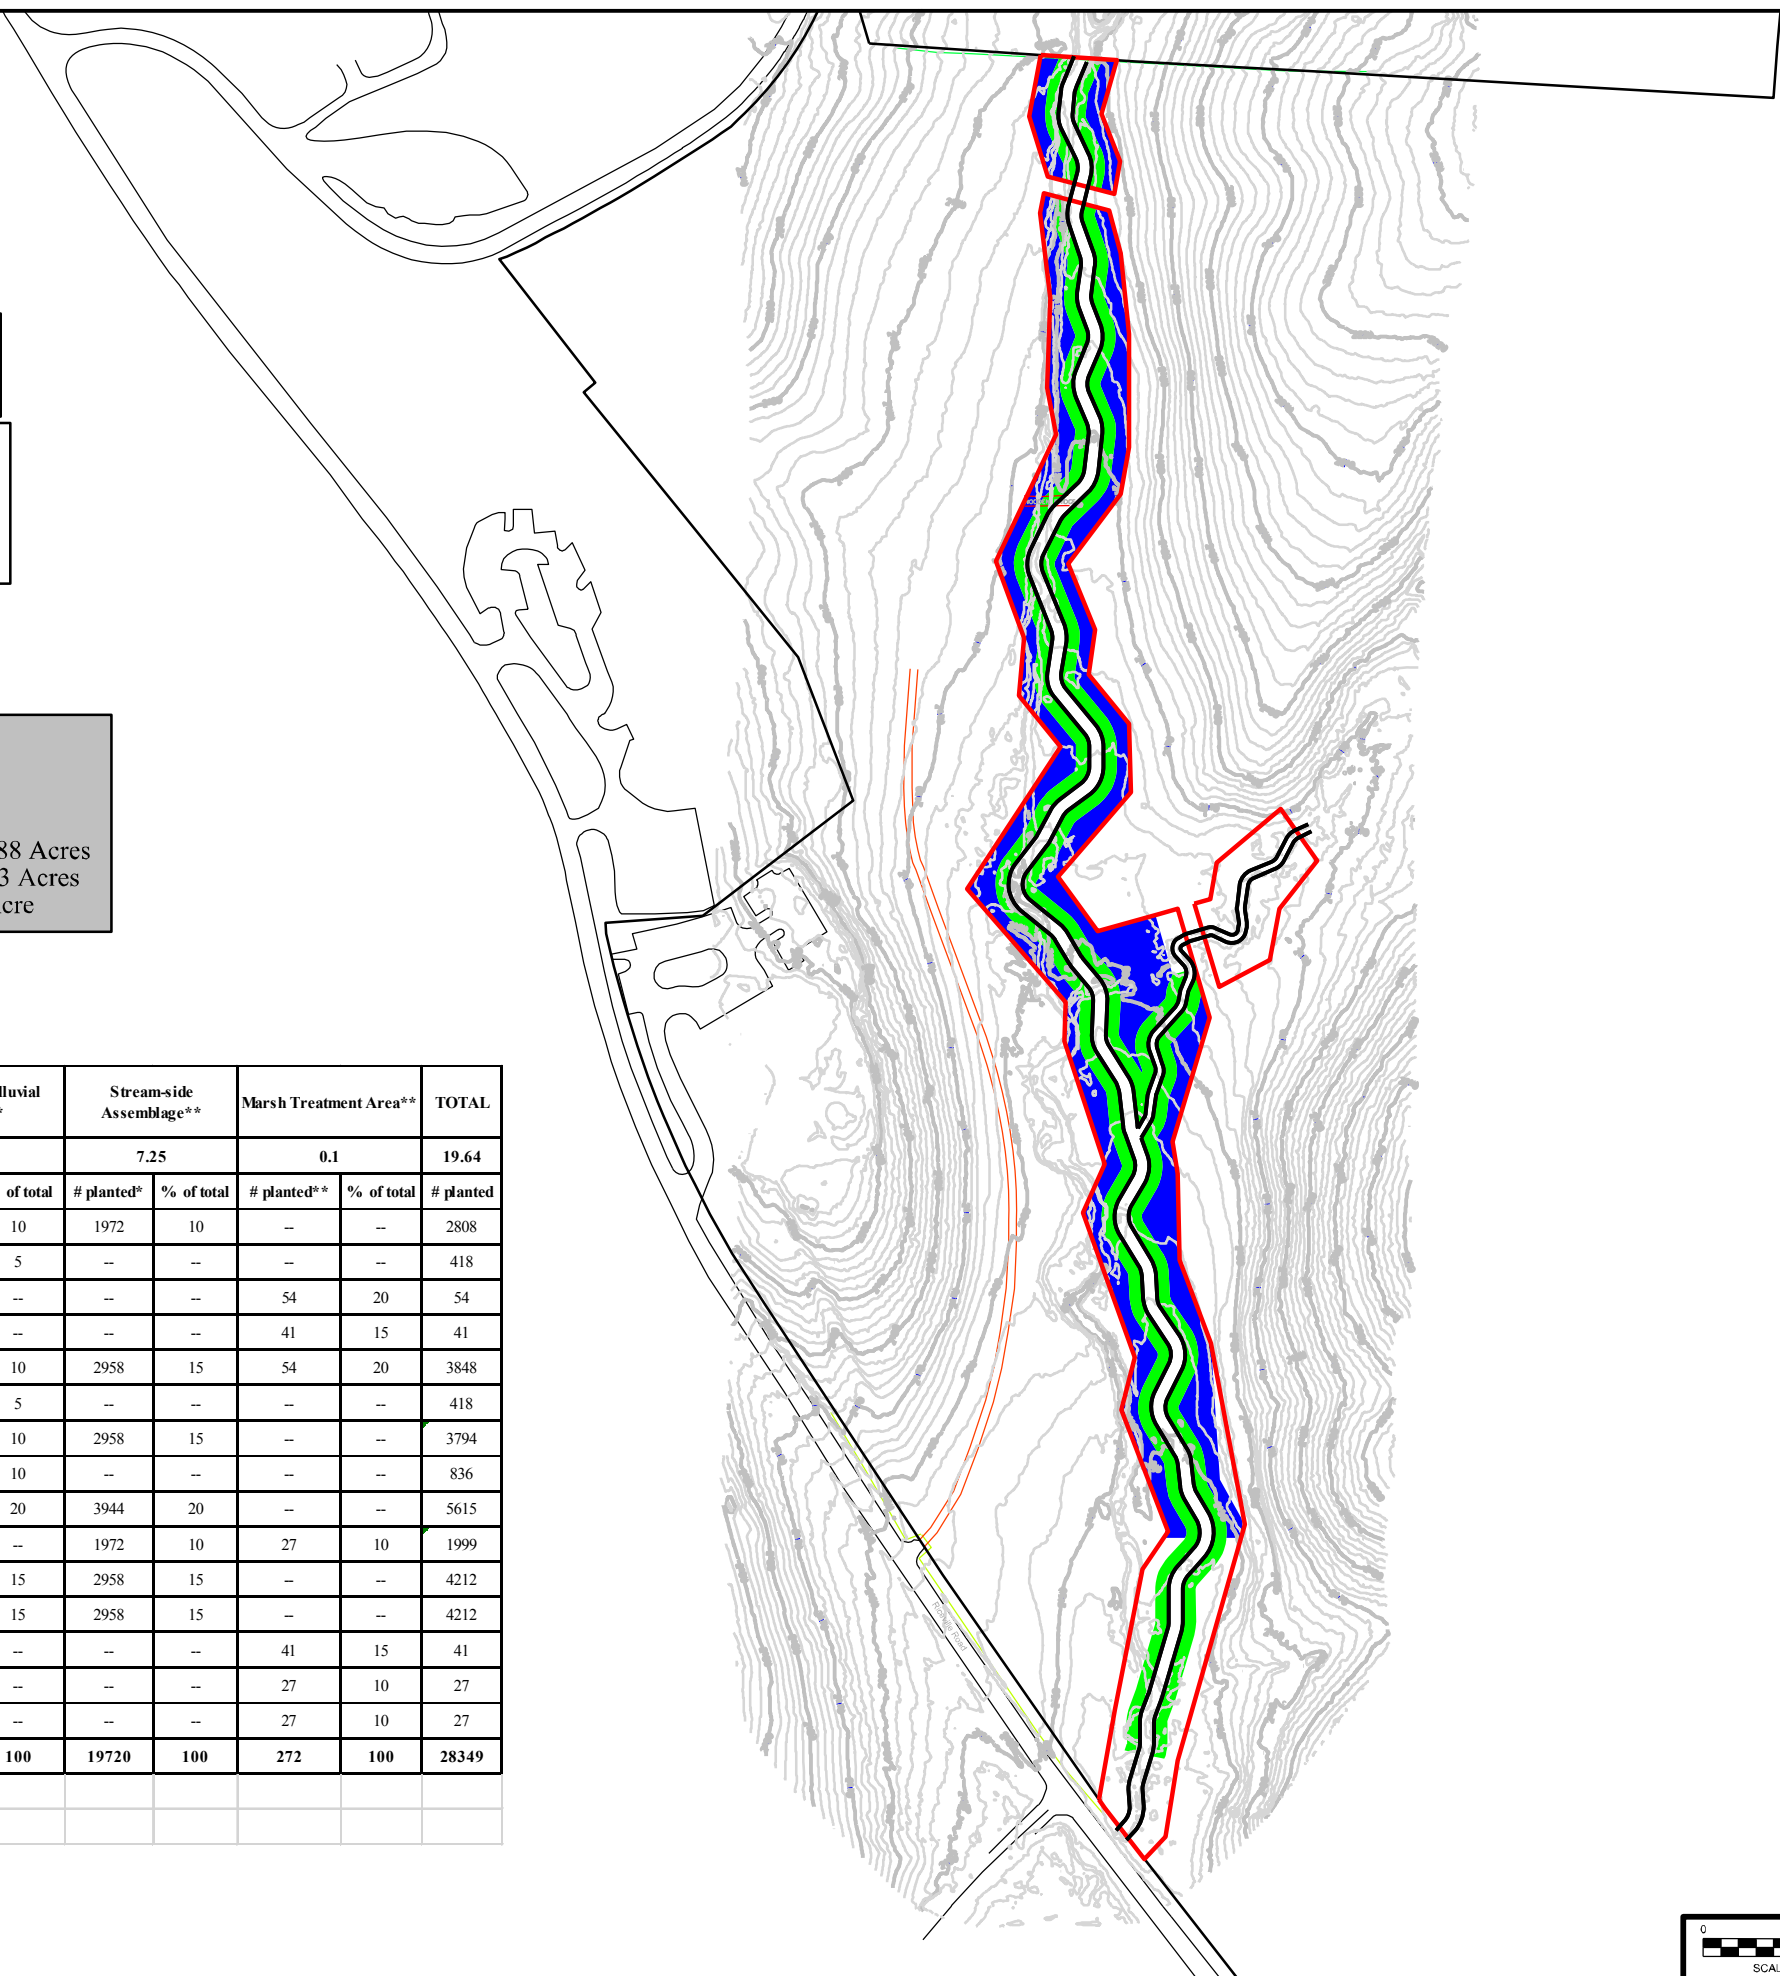 88 Acres
3 Acres
cre
lluvial Stream-side Marsh Treatment Area** TOTAL
* Assemblage**
7.25 0.1 19.64
of total # planted* % of total # planted** % of total # planted
10 1972 10 -- -- 2808
5 -- -- -- -- 418
-- -- -- 54 20 54
-- -- -- 41 15 41
10 2958 15 54 20 3848
5 -- -- -- -- 418
10 2958 15 -- -- 3794
10 -- -- -- -- 836
20 3944 20 -- -- 5615
-- 1972 10 27 10 1999
15 2958 15 -- -- 4212
15 2958 15 -- -- 4212
-- -- -- 41 15 41
-- -- -- 27 10 27
-- -- -- 27 10 27
100 19720 100 272 100 28349
Road
0
SCAL